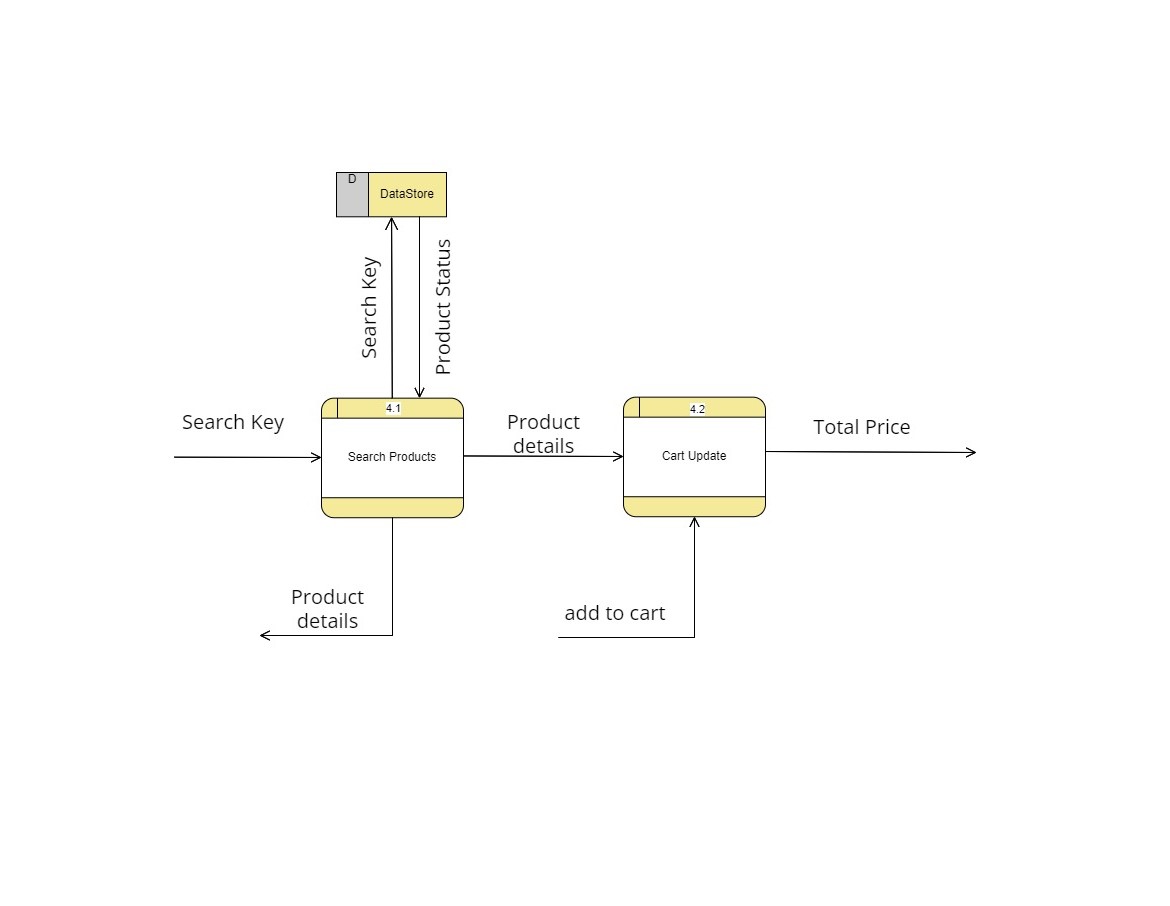 D
DataStore
Search Key
Product Status
Search Key
4.1
Search Products
Product
details
4.2
Cart Update
Total Price
Product
details
add to cart